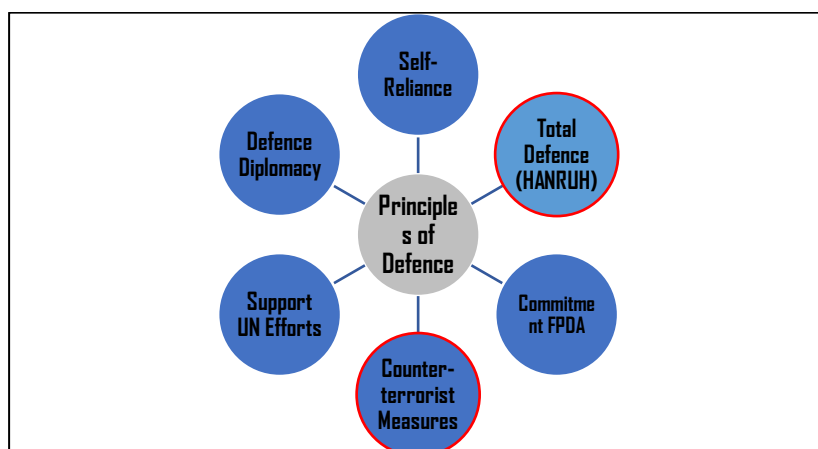 Self-
Reliance
Total
Defence
(HANRUH)
Defence
Diplomacy
Principle
s of
Defence
Support
UN Efforts
Commitme
nt FPDA
Counter-
terrorist
Measures